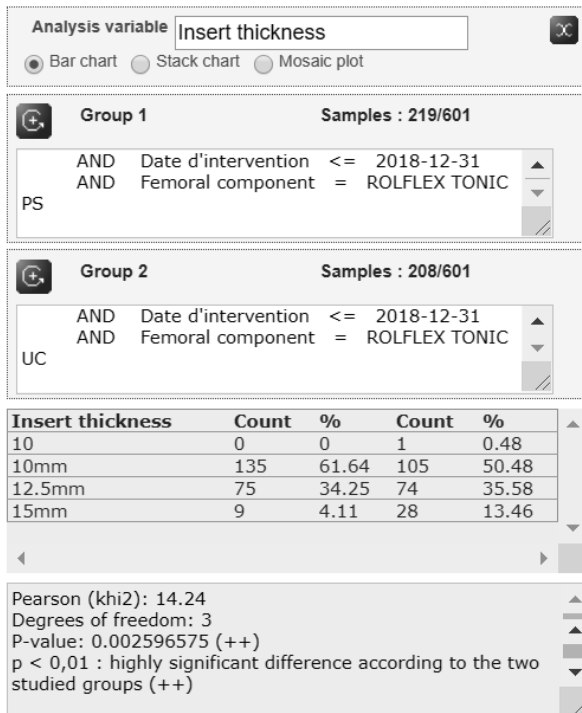 Analysis variable Insert thickness
Bar chart Stack chart Mosaic plot
Group 1 Samples : 219/601
AND Date d'intervention <= 2018-12-31
AND Femoral component = ROLFLEX TONIC
PS
Group 2 Samples : 208/601
AND Date d'intervention <= 2018-12-31
AND Femoral component = ROLFLEX TONIC
UC
Insert thickness Count % Count %
10 0 0 1 0.48
10mm 135 61.64 105 50.48
12.5mm 75 34.25 74 35.58
15mm 9 4.11 28 13.46
Pearson (khi2): 14.24
Degrees of freedom: 3
P-value: 0.002596575 (++)
p < 0,01 : highly significant difference according to the two
studied groups (++)